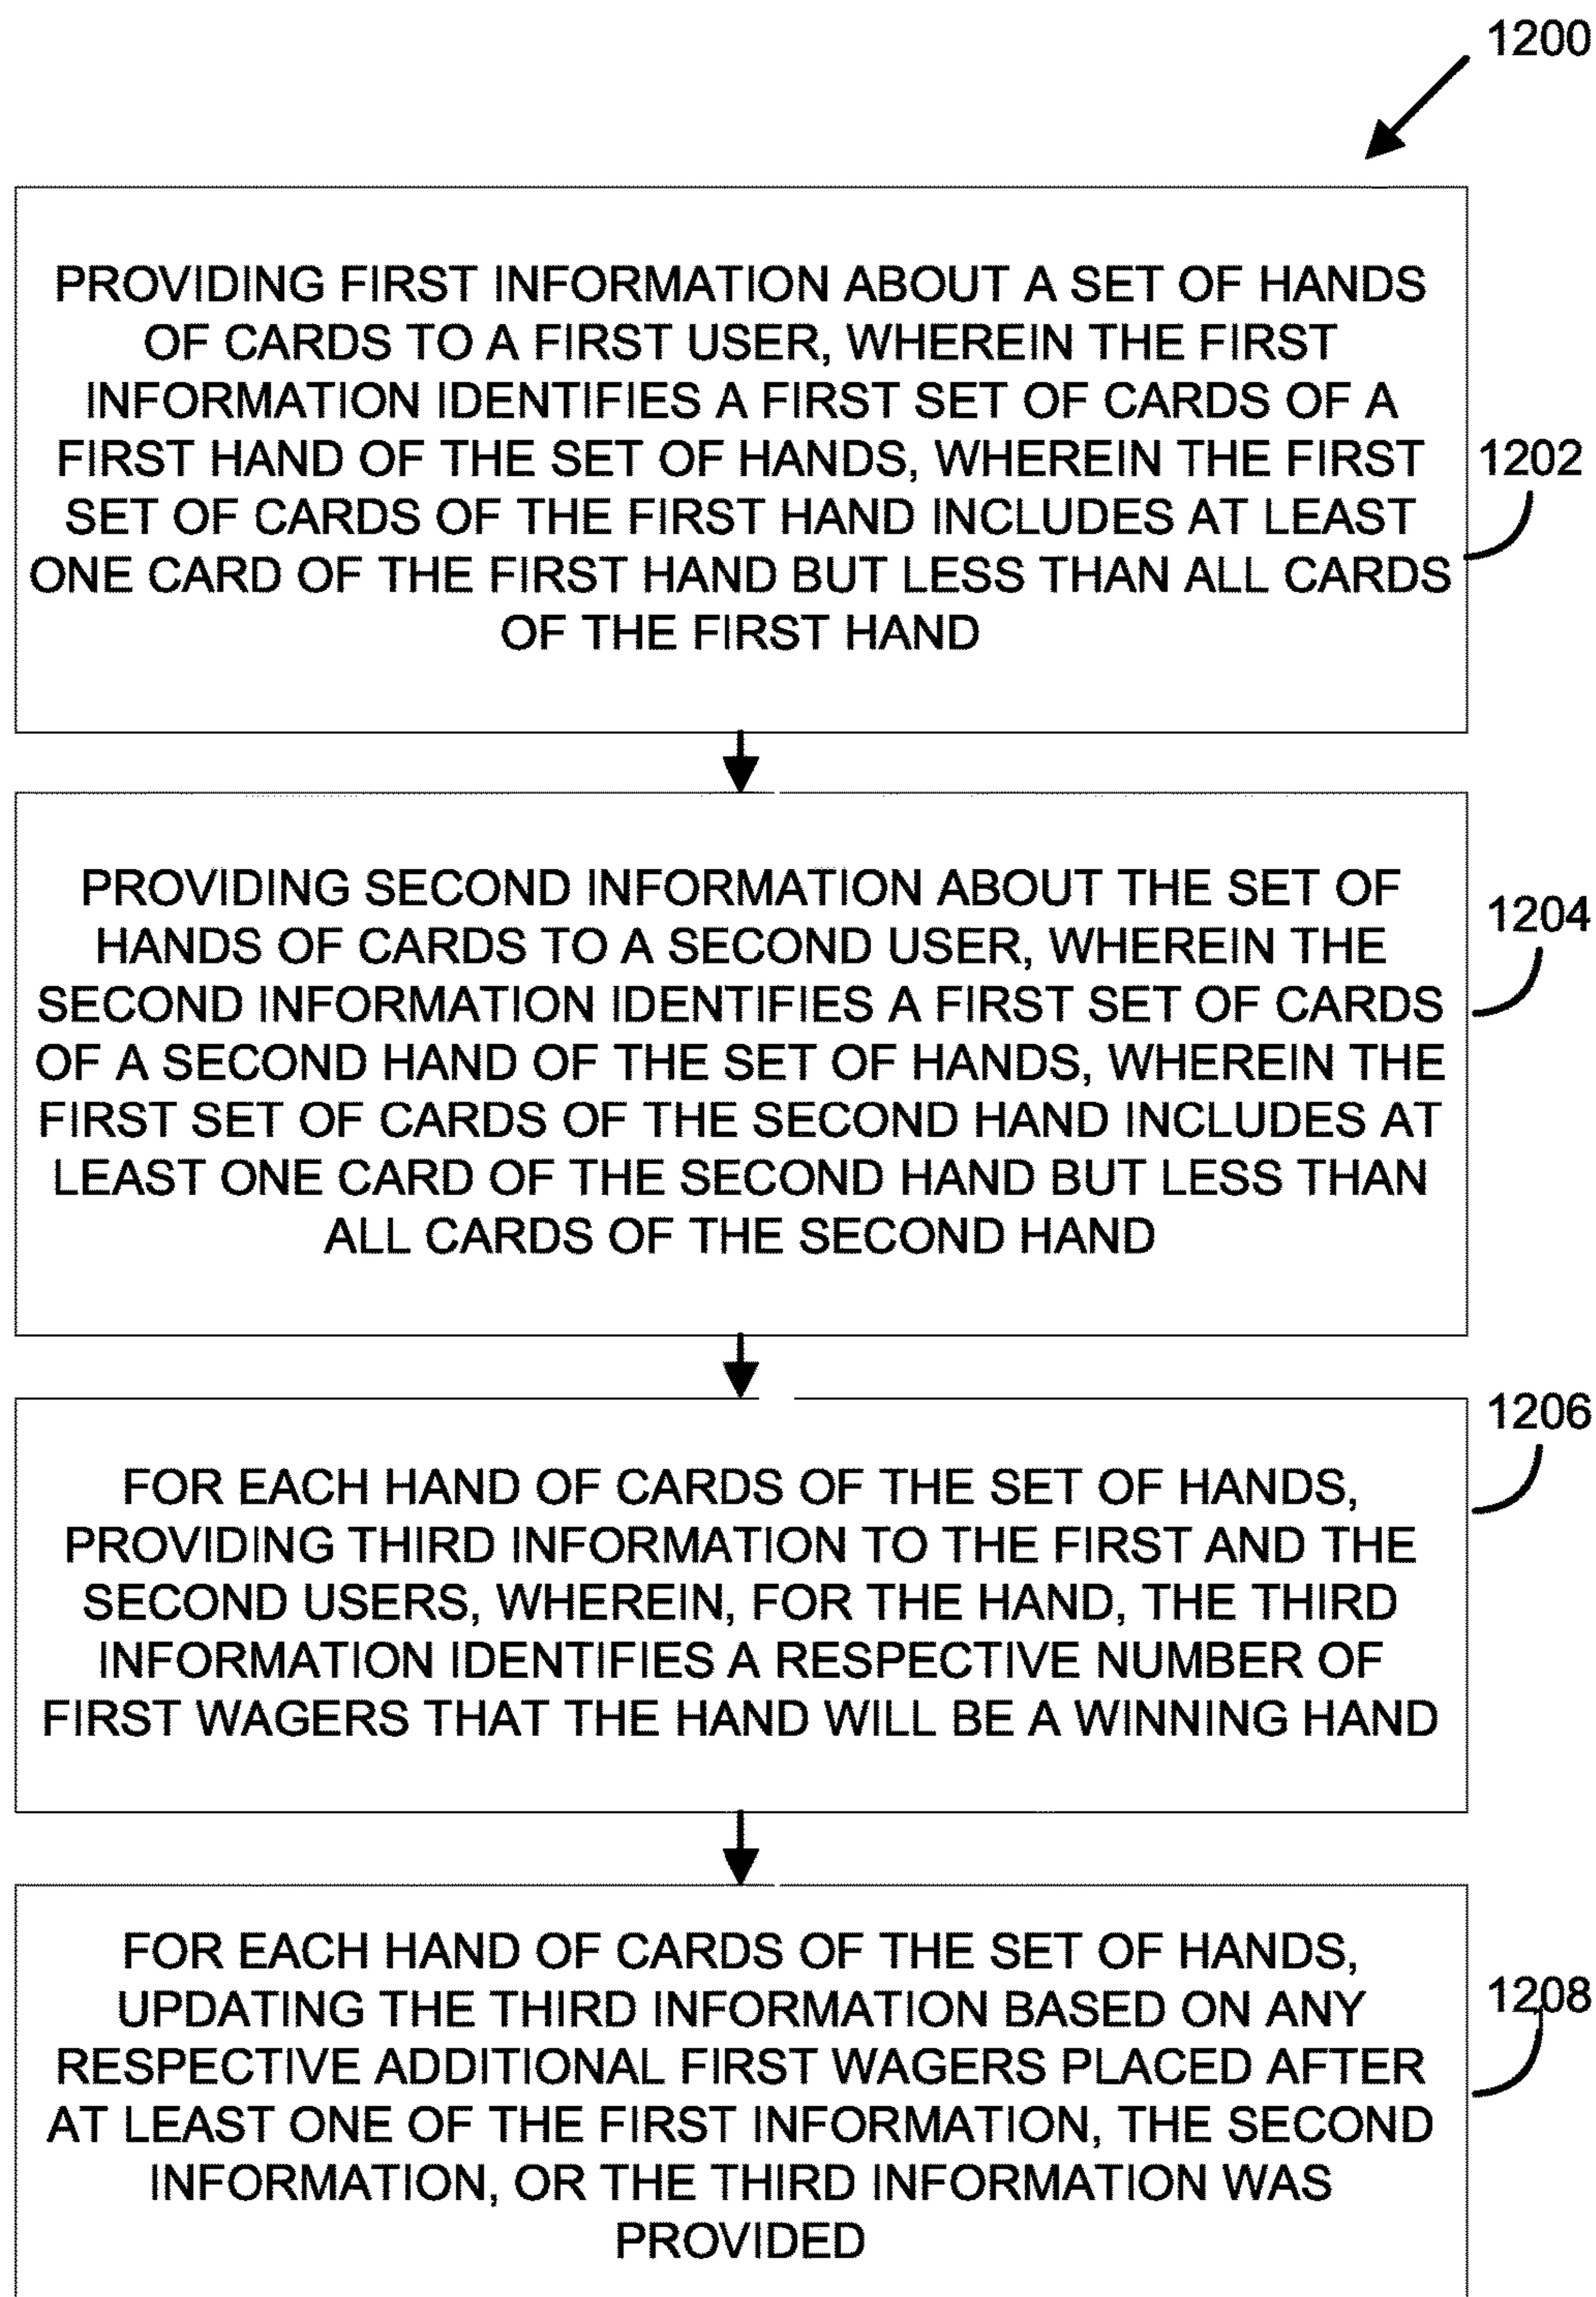 1200
PROVIDING FIRST INFORMATION ABOUT A SET OF HANDS
OF CARDS TO A FIRST USER, WHEREIN THE FIRST
INFORMATION IDENTIFIES A FIRST SET OF CARDS OF A
FIRST HAND OF THE SET OF HANDS, WHEREIN THE FIRST
SET OF CARDS OF THE FIRST HAND INCLUDES AT LEAST
ONE CARD OF THE FIRST HAND BUT LESS THAN ALL CARDS
OF THE FIRST HAND
1202
PROVIDING SECOND INFORMATION ABOUT THE SET OF
HANDS OF CARDS TO A SECOND USER, WHEREIN THE
SECOND INFORMATION IDENTIFIES A FIRST SET OF CARDS
OF A SECOND HAND OF THE SET OF HANDS, WHEREIN THE
FIRST SET OF CARDS OF THE SECOND HAND INCLUDES AT
LEAST ONE CARD OF THE SECOND HAND BUT LESS THAN
ALL CARDS OF THE SECOND HAND
1204
FOR EACH HAND OF CARDS OF THE SET OF HANDS,
PROVIDING THIRD INFORMATION TO THE FIRST AND THE
SECOND USERS, WHEREIN, FOR THE HAND, THE THIRD
INFORMATION IDENTIFIES A RESPECTIVE NUMBER OF
FIRST WAGERS THAT THE HAND WILL BE A WINNING HAND
1206
FOR EACH HAND OF CARDS OF THE SET OF HANDS,
UPDATING THE THIRD INFORMATION BASED ON ANY
RESPECTIVE ADDITIONAL FIRST WAGERS PLACED AFTER
AT LEAST ONE OF THE FIRST INFORMATION, THE SECOND
INFORMATION, OR THE THIRD INFORMATION WAS
PROVIDED
1208